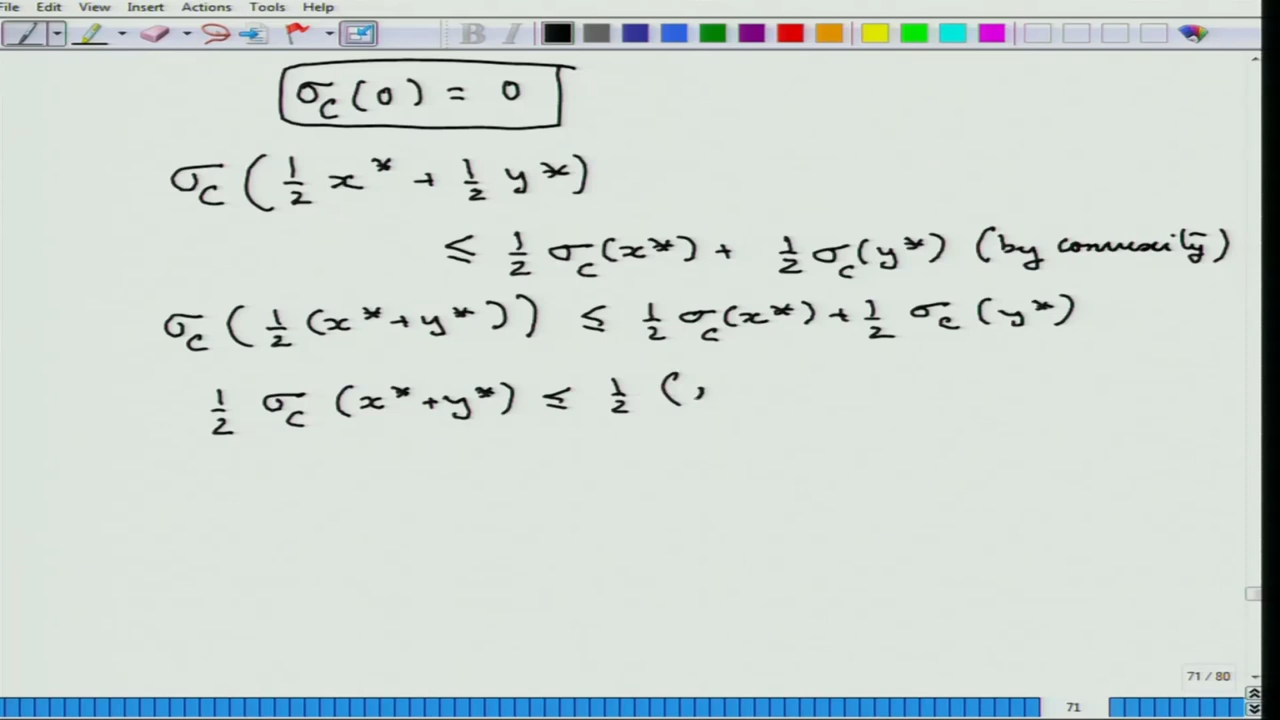 File Edit View Insert Actions Tools Help
B I
σ_C(0) = 0
σ_C(1/2 x* + 1/2 y*)
≤ 1/2 σ_C(x*) + 1/2 σ_C(y*) (by convexity)
σ_C(1/2(x*+y*)) ≤ 1/2 σ_C(x*) + 1/2 σ_C(y*)
1/2 σ_C(x*+y*) ≤ 1/2 (
71 / 80
71